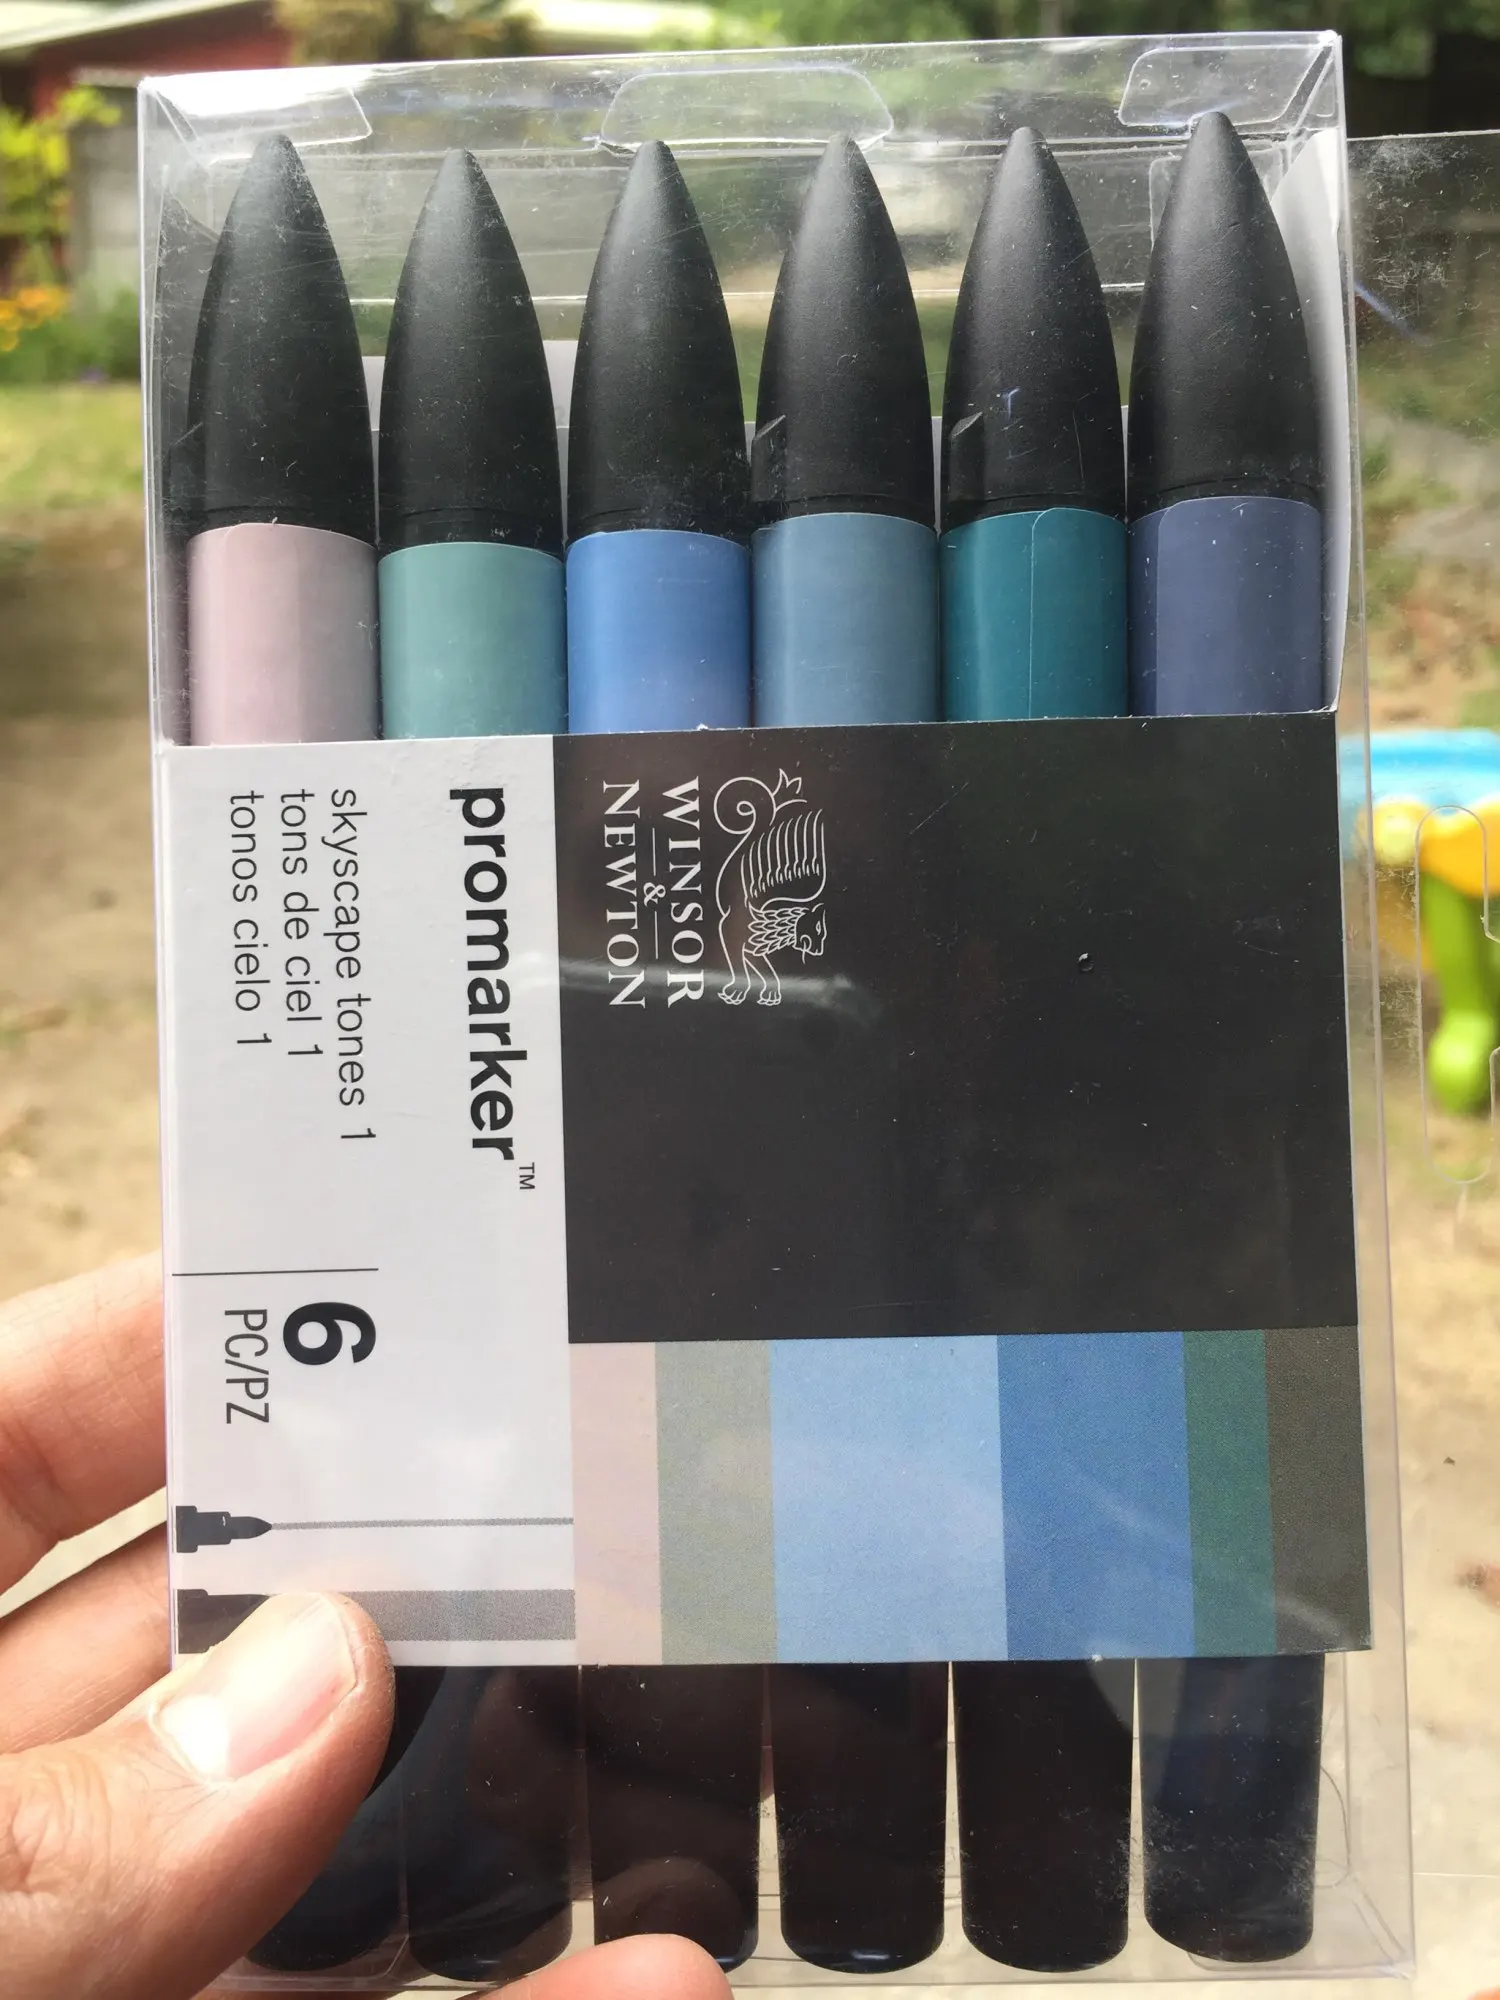 WINSOR
&
NEWTON
promarker™
skyscape tones 1
tons de ciel 1
tonos cielo 1
6
PC/PZ